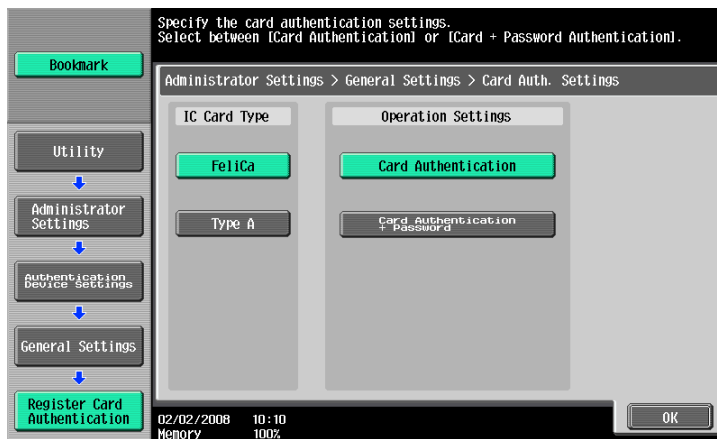 Specify the card authentication settings.
Select between [Card Authentication] or [Card + Password Authentication].
Bookmark
Administrator Settings > General Settings > Card Auth. Settings
IC Card Type
Operation Settings
Utility
FeliCa
Card Authentication
Administrator
Settings
Type A
Card Authentication
+ Password
Authentication
Device Settings
General Settings
Register Card
Authentication
02/02/2008 10:10
Memory 100%
OK